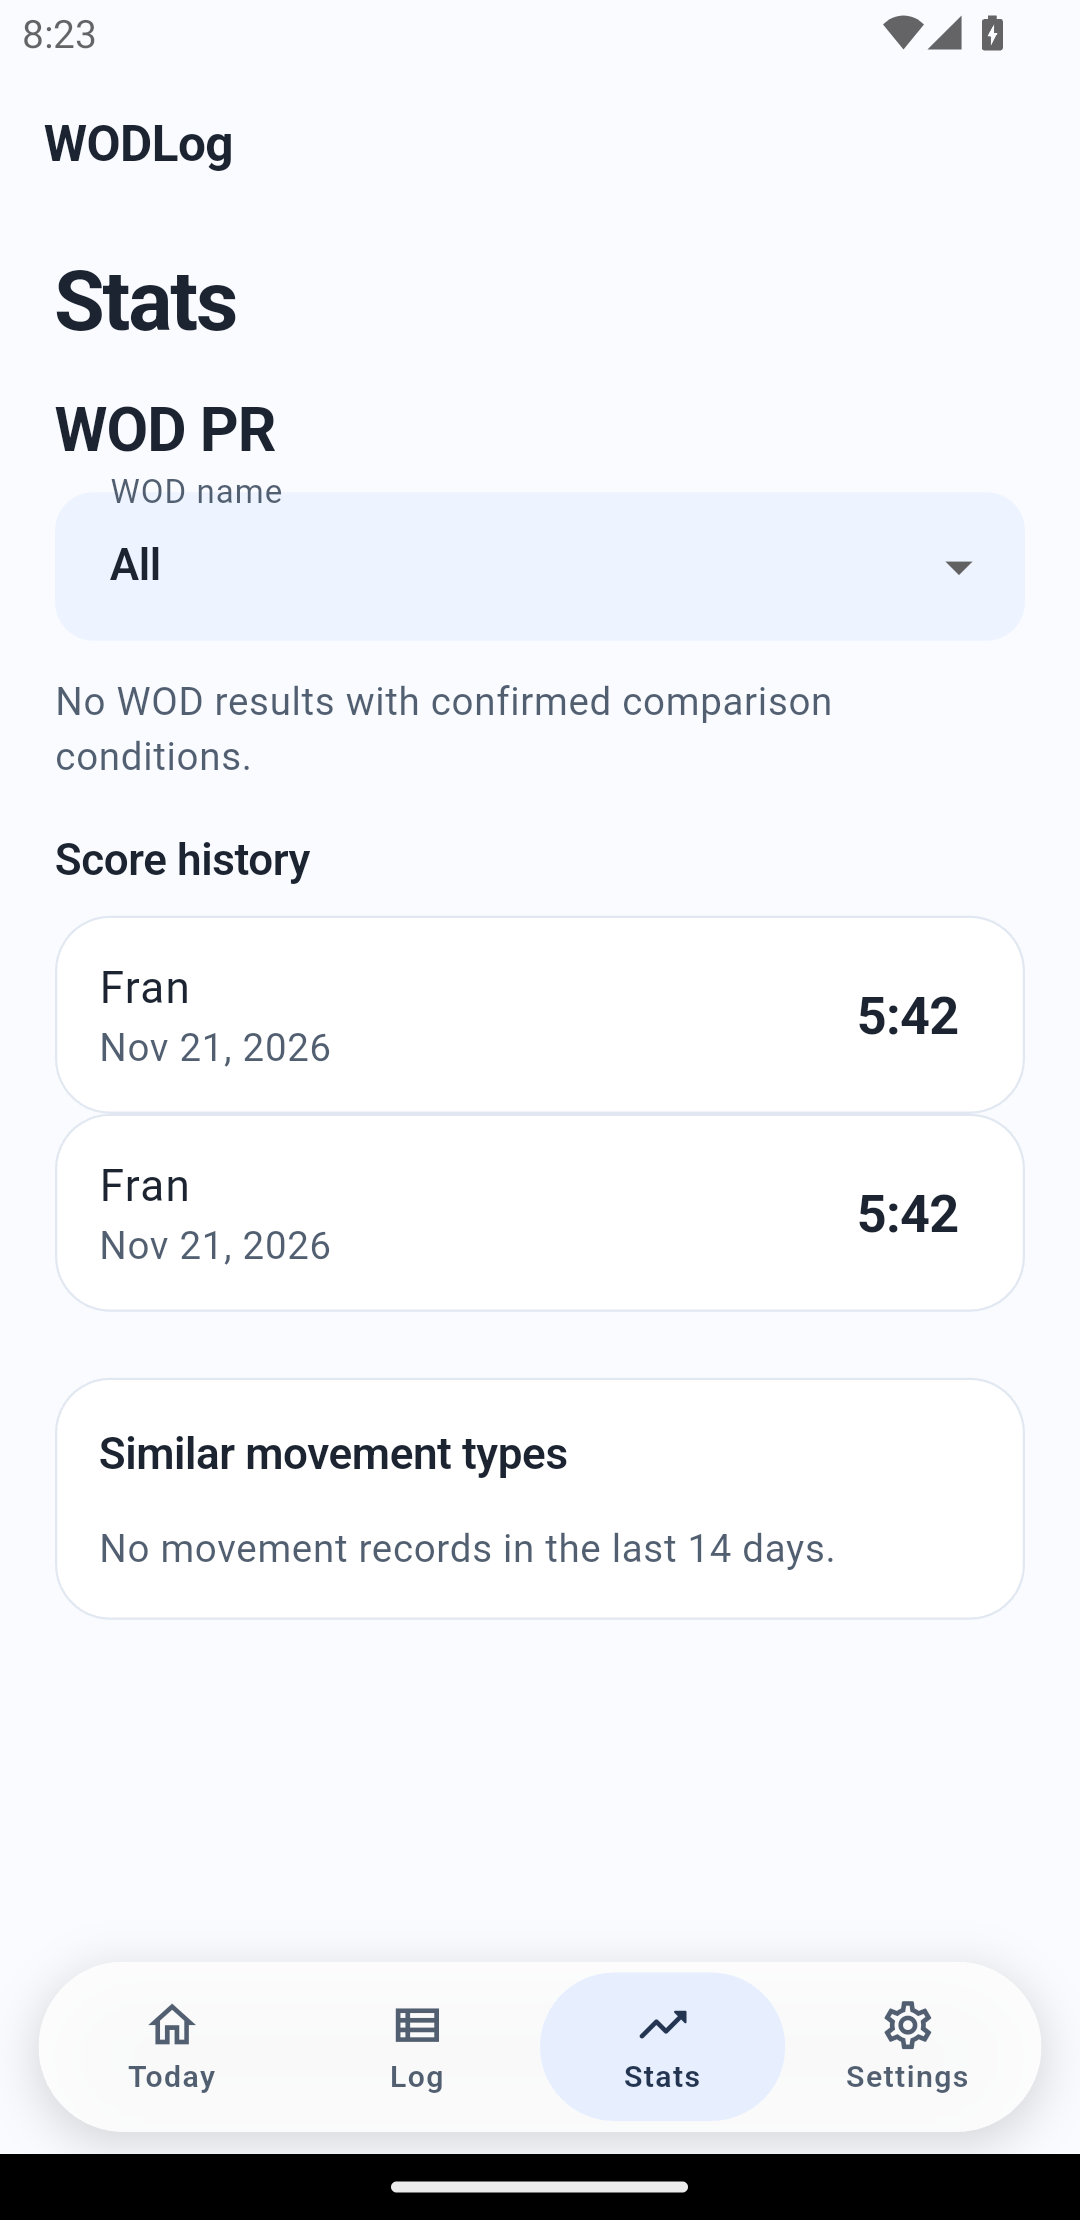 8:23
WODLog
Stats
WOD PR
WOD name
All
No WOD results with confirmed comparison
conditions.
Score history
Fran
Nov 21, 2026
5:42
Fran
Nov 21, 2026
5:42
Similar movement types
No movement records in the last 14 days.
Today
Log
Stats
Settings